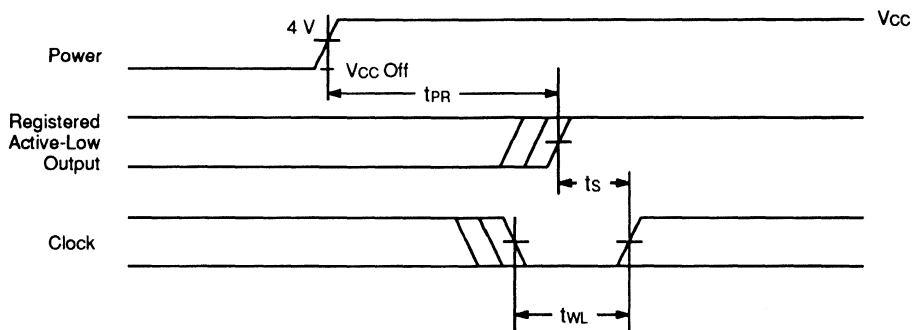 VCC
4 V
Power
VCC Off
tPR
Registered
Active-Low
Output
tS
Clock
tWL